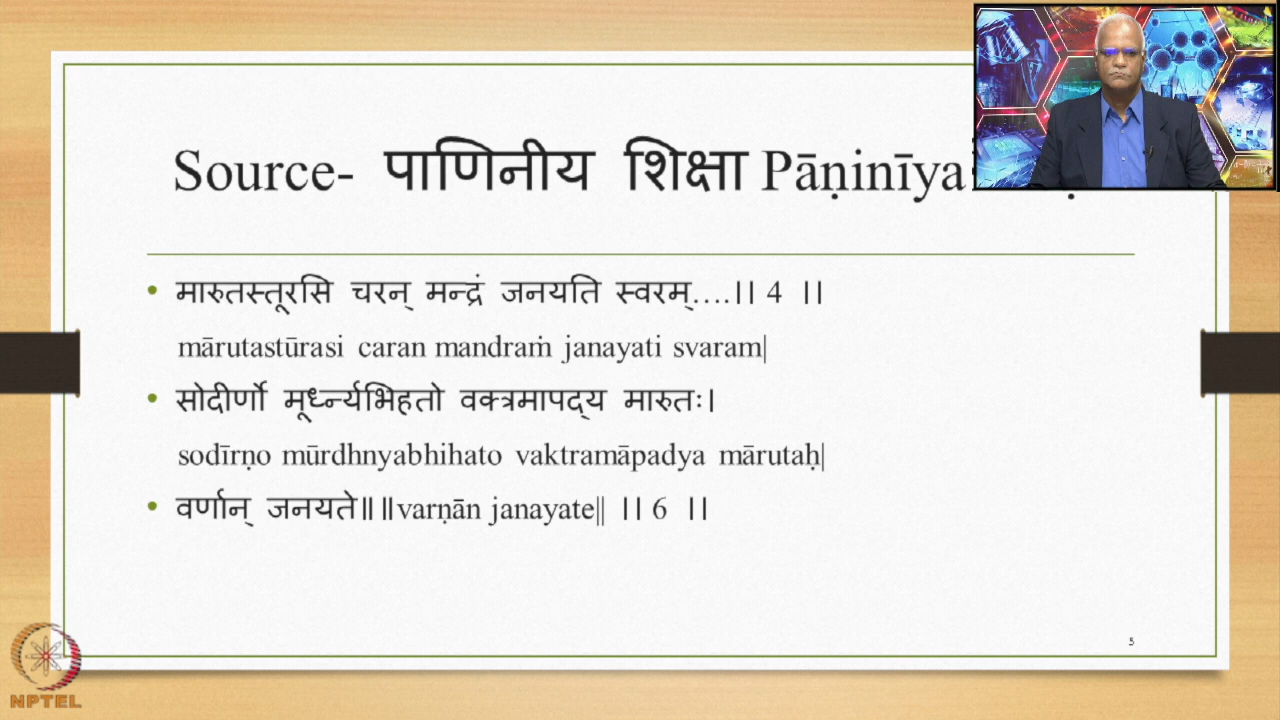 Source- पाणिनीय शिक्षा Pāṇinīya
मारुतस्तूरसि चरन् मन्द्रं जनयति स्वरम्....।। 4 ।।
mārutastūrasi caran mandraṁ janayati svaram|
सोदीर्णो मूर्ध्न्यभिहतो वक्त्रमापद्य मारुतः।
sodīrṇo mūrdhnyabhihato vaktramāpadya mārutaḥ|
वर्णान् जनयते॥ ॥varṇān janayate|| ।। 6 ।।
5
NPTEL